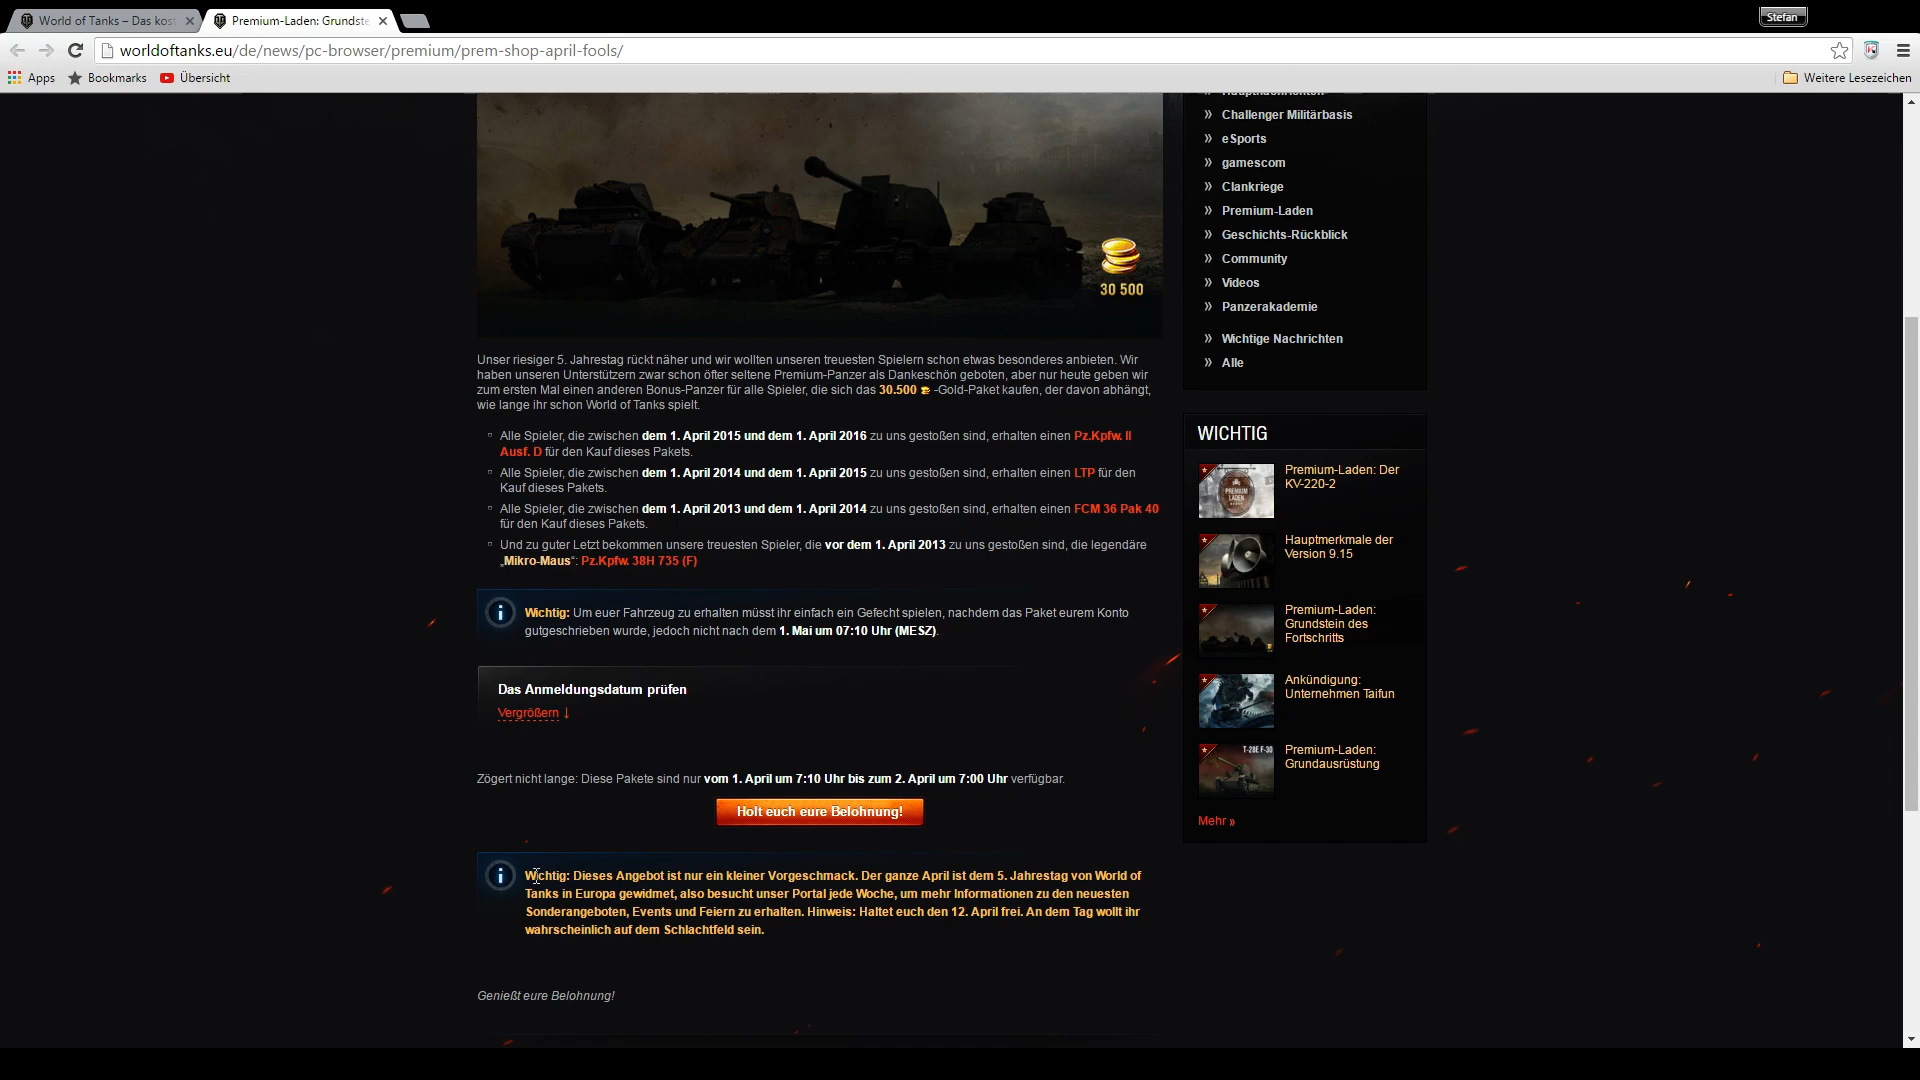 World of Tanks – Das kost
Premium-Laden: Grundste
Stefan
worldoftanks.eu/de/news/pc-browser/premium/prem-shop-april-fools/
Apps
Bookmarks
Übersicht
Weitere Lesezeichen
30 500
Unser riesiger 5. Jahrestag rückt näher und wir wollten unseren treuesten Spielern schon etwas besonderes anbieten. Wir
haben unseren Unterstützern zwar schon öfter seltene Premium-Panzer als Dankeschön geboten, aber nur heute geben wir
zum ersten Mal einen anderen Bonus-Panzer für alle Spieler, die sich das 30.500 -Gold-Paket kaufen, der davon abhängt,
wie lange ihr schon World of Tanks spielt.
Alle Spieler, die zwischen dem 1. April 2015 und dem 1. April 2016 zu uns gestoßen sind, erhalten einen Pz.Kpfw. II
Ausf. D für den Kauf dieses Pakets.
Alle Spieler, die zwischen dem 1. April 2014 und dem 1. April 2015 zu uns gestoßen sind, erhalten einen LTP für den
Kauf dieses Pakets.
Alle Spieler, die zwischen dem 1. April 2013 und dem 1. April 2014 zu uns gestoßen sind, erhalten einen FCM 36 Pak 40
für den Kauf dieses Pakets.
Und zu guter Letzt bekommen unsere treuesten Spieler, die vor dem 1. April 2013 zu uns gestoßen sind, die legendäre
„Mikro-Maus“: Pz.Kpfw. 38H 735 (F)
Wichtig: Um euer Fahrzeug zu erhalten müsst ihr einfach ein Gefecht spielen, nachdem das Paket eurem Konto
gutgeschrieben wurde, jedoch nicht nach dem 1. Mai um 07:10 Uhr (MESZ).
Das Anmeldungsdatum prüfen
Vergrößern ↓
Zögert nicht lange: Diese Pakete sind nur vom 1. April um 7:10 Uhr bis zum 2. April um 7:00 Uhr verfügbar.
Holt euch eure Belohnung!
Wichtig: Dieses Angebot ist nur ein kleiner Vorgeschmack. Der ganze April ist dem 5. Jahrestag von World of
Tanks in Europa gewidmet, also besucht unser Portal jede Woche, um mehr Informationen zu den neuesten
Sonderangeboten, Events und Feiern zu erhalten. Hinweis: Haltet euch den 12. April frei. An dem Tag wollt ihr
wahrscheinlich auf dem Schlachtfeld sein.
Genießt eure Belohnung!
Hauptnachrichten
» Challenger Militärbasis
» eSports
» gamescom
» Clankriege
» Premium-Laden
» Geschichts-Rückblick
» Community
» Videos
» Panzerakademie
» Wichtige Nachrichten
» Alle
WICHTIG
PREMIUM
LADEN
Premium-Laden: Der
KV-220-2
Hauptmerkmale der
Version 9.15
Premium-Laden:
Grundstein des
Fortschritts
Ankündigung:
Unternehmen Taifun
T-28E F-30
Premium-Laden:
Grundausrüstung
Mehr »